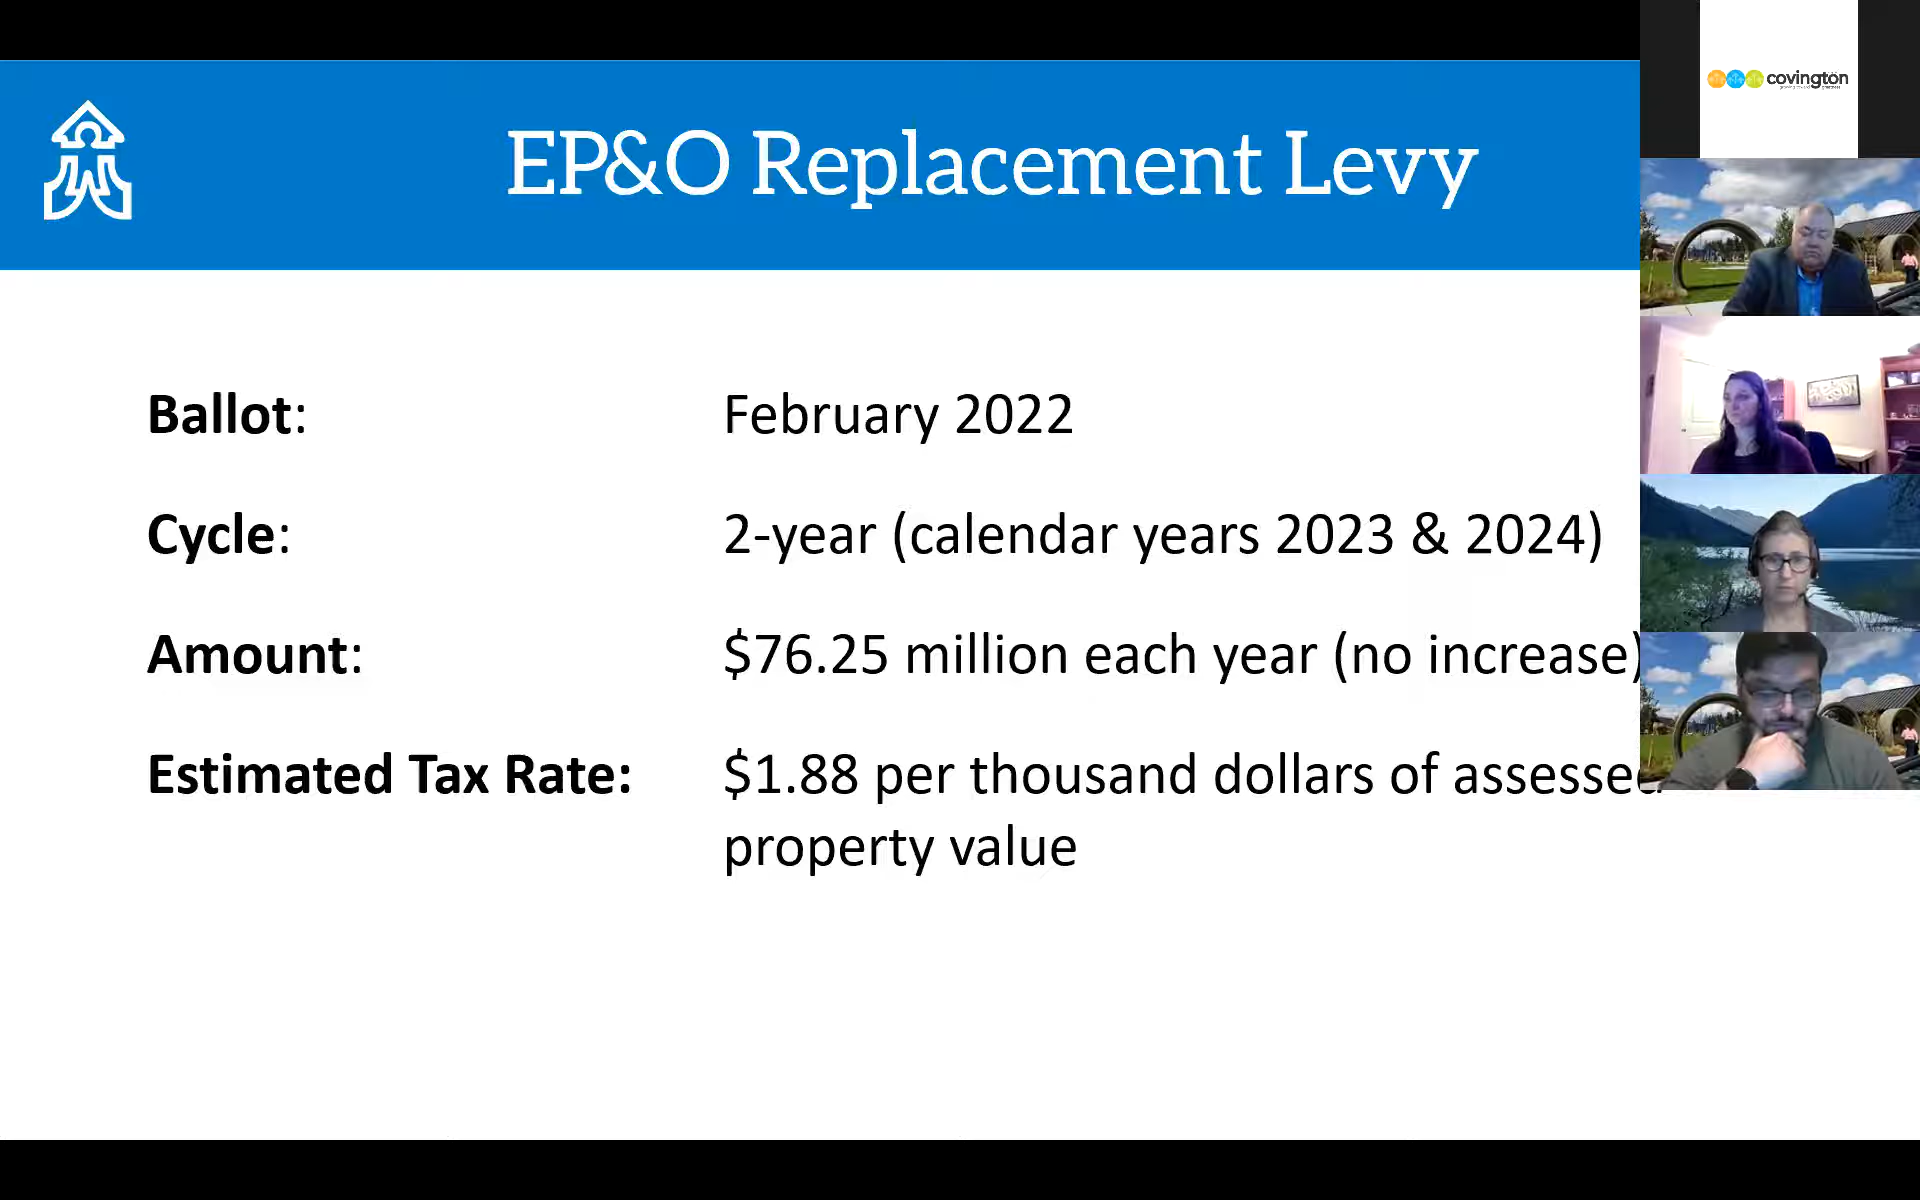 EP&O Replacement Levy
covington
Ballot: February 2022
Cycle: 2-year (calendar years 2023 & 2024)
Amount: $76.25 million each year (no increase)
Estimated Tax Rate: $1.88 per thousand dollars of assessed
property value